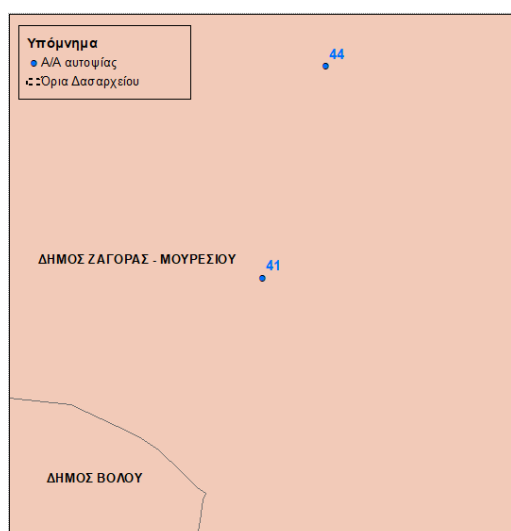 Υπόμνημα
Α/Α αυτοψίας
Όρια Δασαρχείου
44
ΔΗΜΟΣ ΖΑΓΟΡΑΣ - ΜΟΥΡΕΣΙΟΥ
41
ΔΗΜΟΣ ΒΟΛΟΥ